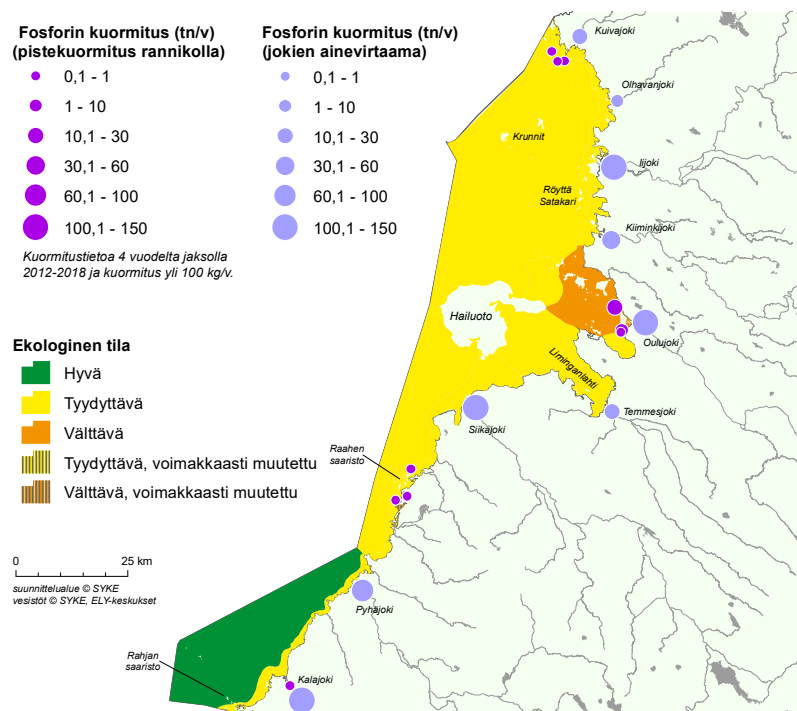 Fosforin kuormitus (tn/v)
(pistekuormitus rannikolla)
0,1 - 1
1 - 10
10,1 - 30
30,1 - 60
60,1 - 100
100,1 - 150
Kuormitustietoa 4 vuodelta jaksolla
2012-2018 ja kuormitus yli 100 kg/v.
Fosforin kuormitus (tn/v)
(jokien ainevirtaama)
0,1 - 1
1 - 10
10,1 - 30
30,1 - 60
60,1 - 100
100,1 - 150
Ekologinen tila
Hyvä
Tyydyttävä
Välttävä
Tyydyttävä, voimakkaasti muutettu
Välttävä, voimakkaasti muutettu
0 25 km
suunnittelualue © SYKE
vesistöt © SYKE, ELY-keskukset
Kuivajoki
Olhavanjoki
Krunnit
Iijoki
Röyttä
Satakari
Kiiminkijoki
Hailuoto
Oulujoki
Liminganlahti
Temmesjoki
Siikajoki
Raahen
saaristo
Pyhäjoki
Rahjan
saaristo
Kalajoki